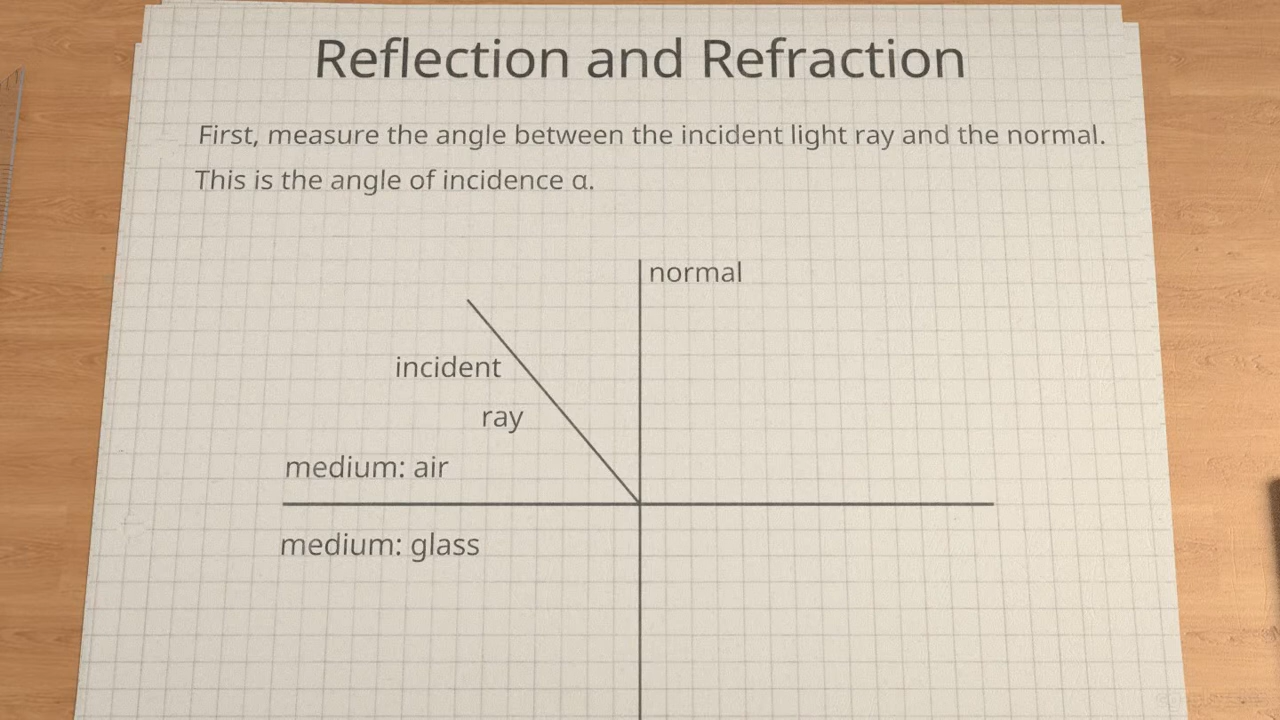 Reflection and Refraction
First, measure the angle between the incident light ray and the normal.
This is the angle of incidence α.
normal
incident
ray
medium: air
medium: glass